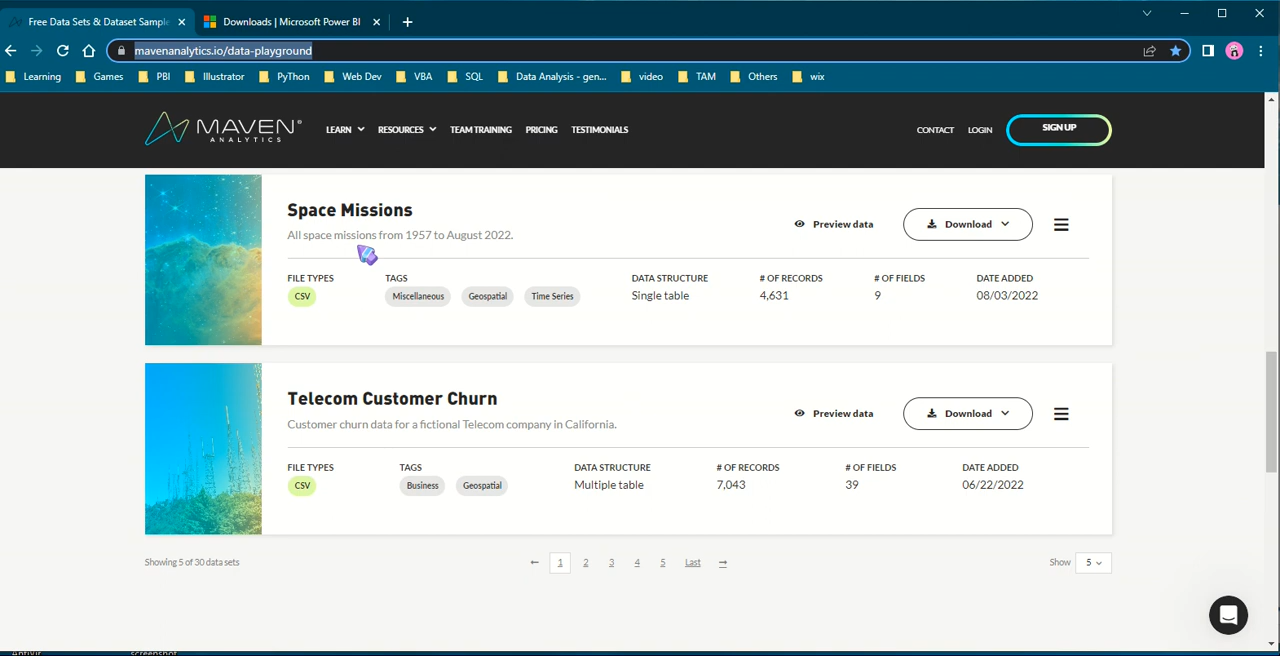 Free Data Sets & Dataset Sample
Downloads | Microsoft Power BI
mavenanalytics.io/data-playground
Learning Games PBI Illustrator PYthon Web Dev VBA SQL Data Analysis - gen... video TAM Others wix
MAVEN®
ANALYTICS
LEARN RESOURCES TEAM TRAINING PRICING TESTIMONIALS CONTACT LOGIN SIGN UP
Space Missions
All space missions from 1957 to August 2022.
Preview data Download
FILE TYPES TAGS DATA STRUCTURE # OF RECORDS # OF FIELDS DATE ADDED
CSV Miscellaneous Geospatial Time Series Single table 4,631 9 08/03/2022
Telecom Customer Churn
Customer churn data for a fictional Telecom company in California.
Preview data Download
FILE TYPES TAGS DATA STRUCTURE # OF RECORDS # OF FIELDS DATE ADDED
CSV Business Geospatial Multiple table 7,043 39 06/22/2022
Showing 5 of 30 data sets ← 1 2 3 4 5 Last → Show 5